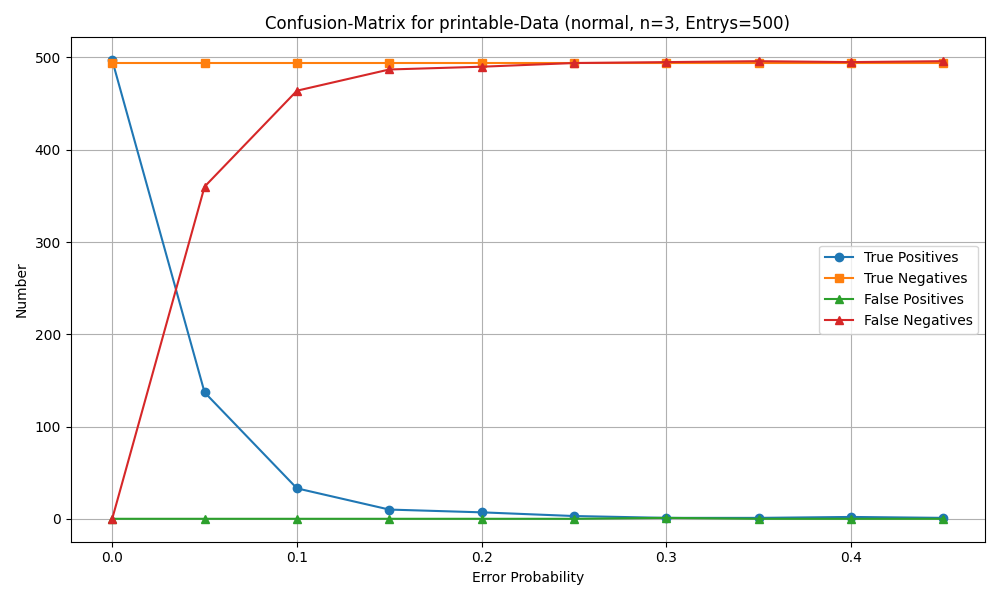 Confusion-Matrix for printable-Data (normal, n=3, Entrys=500)
500
400
300
200
100
0
Number
True Positives
True Negatives
False Positives
False Negatives
0.0 0.1 0.2 0.3 0.4
Error Probability